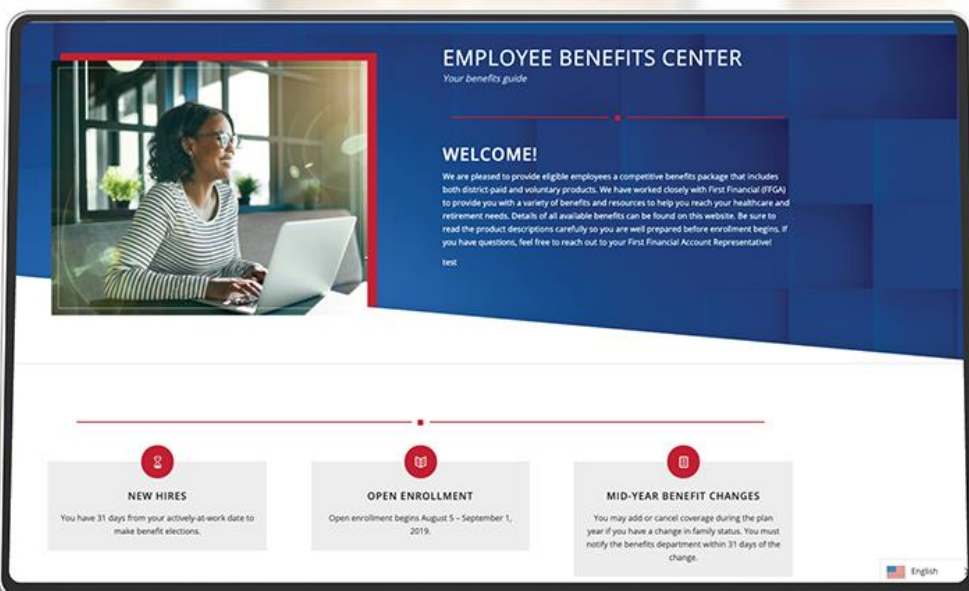 EMPLOYEE BENEFITS CENTER
Your benefits guide
WELCOME!
We are pleased to provide eligible employees a competitive benefits package that includes
both district-paid and voluntary products. We have worked closely with First Financial (FFGA)
to provide you with a variety of benefits and resources to help you reach your healthcare and
retirement needs. Details of all available benefits can be found on this website. Be sure to
read the product descriptions carefully so you are well prepared before enrollment begins. If
you have questions, feel free to reach out to your First Financial Account Representative!
test
NEW HIRES
You have 31 days from your actively-at-work date to
make benefit elections.
OPEN ENROLLMENT
Open enrollment begins August 5 – September 1,
2019.
MID-YEAR BENEFIT CHANGES
You may add or cancel coverage during the plan
year if you have a change in family status. You must
notify the benefits department within 31 days of the
change.
English